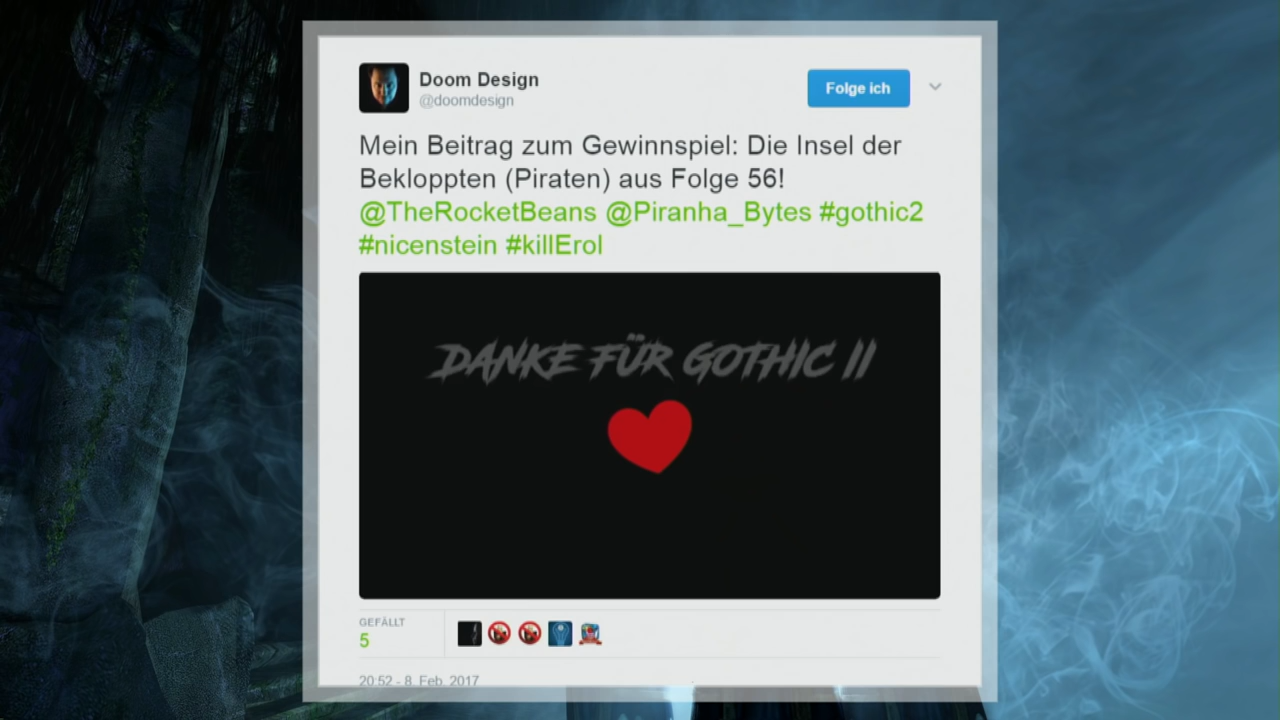 Doom Design
@doomdesign
Folge ich
Mein Beitrag zum Gewinnspiel: Die Insel der
Bekloppten (Piraten) aus Folge 56!
@TheRocketBeans @Piranha_Bytes #gothic2
#nicenstein #killErol
DANKE FÜR GOTHIC II
GEFÄLLT
5
20:52 - 8. Feb. 2017